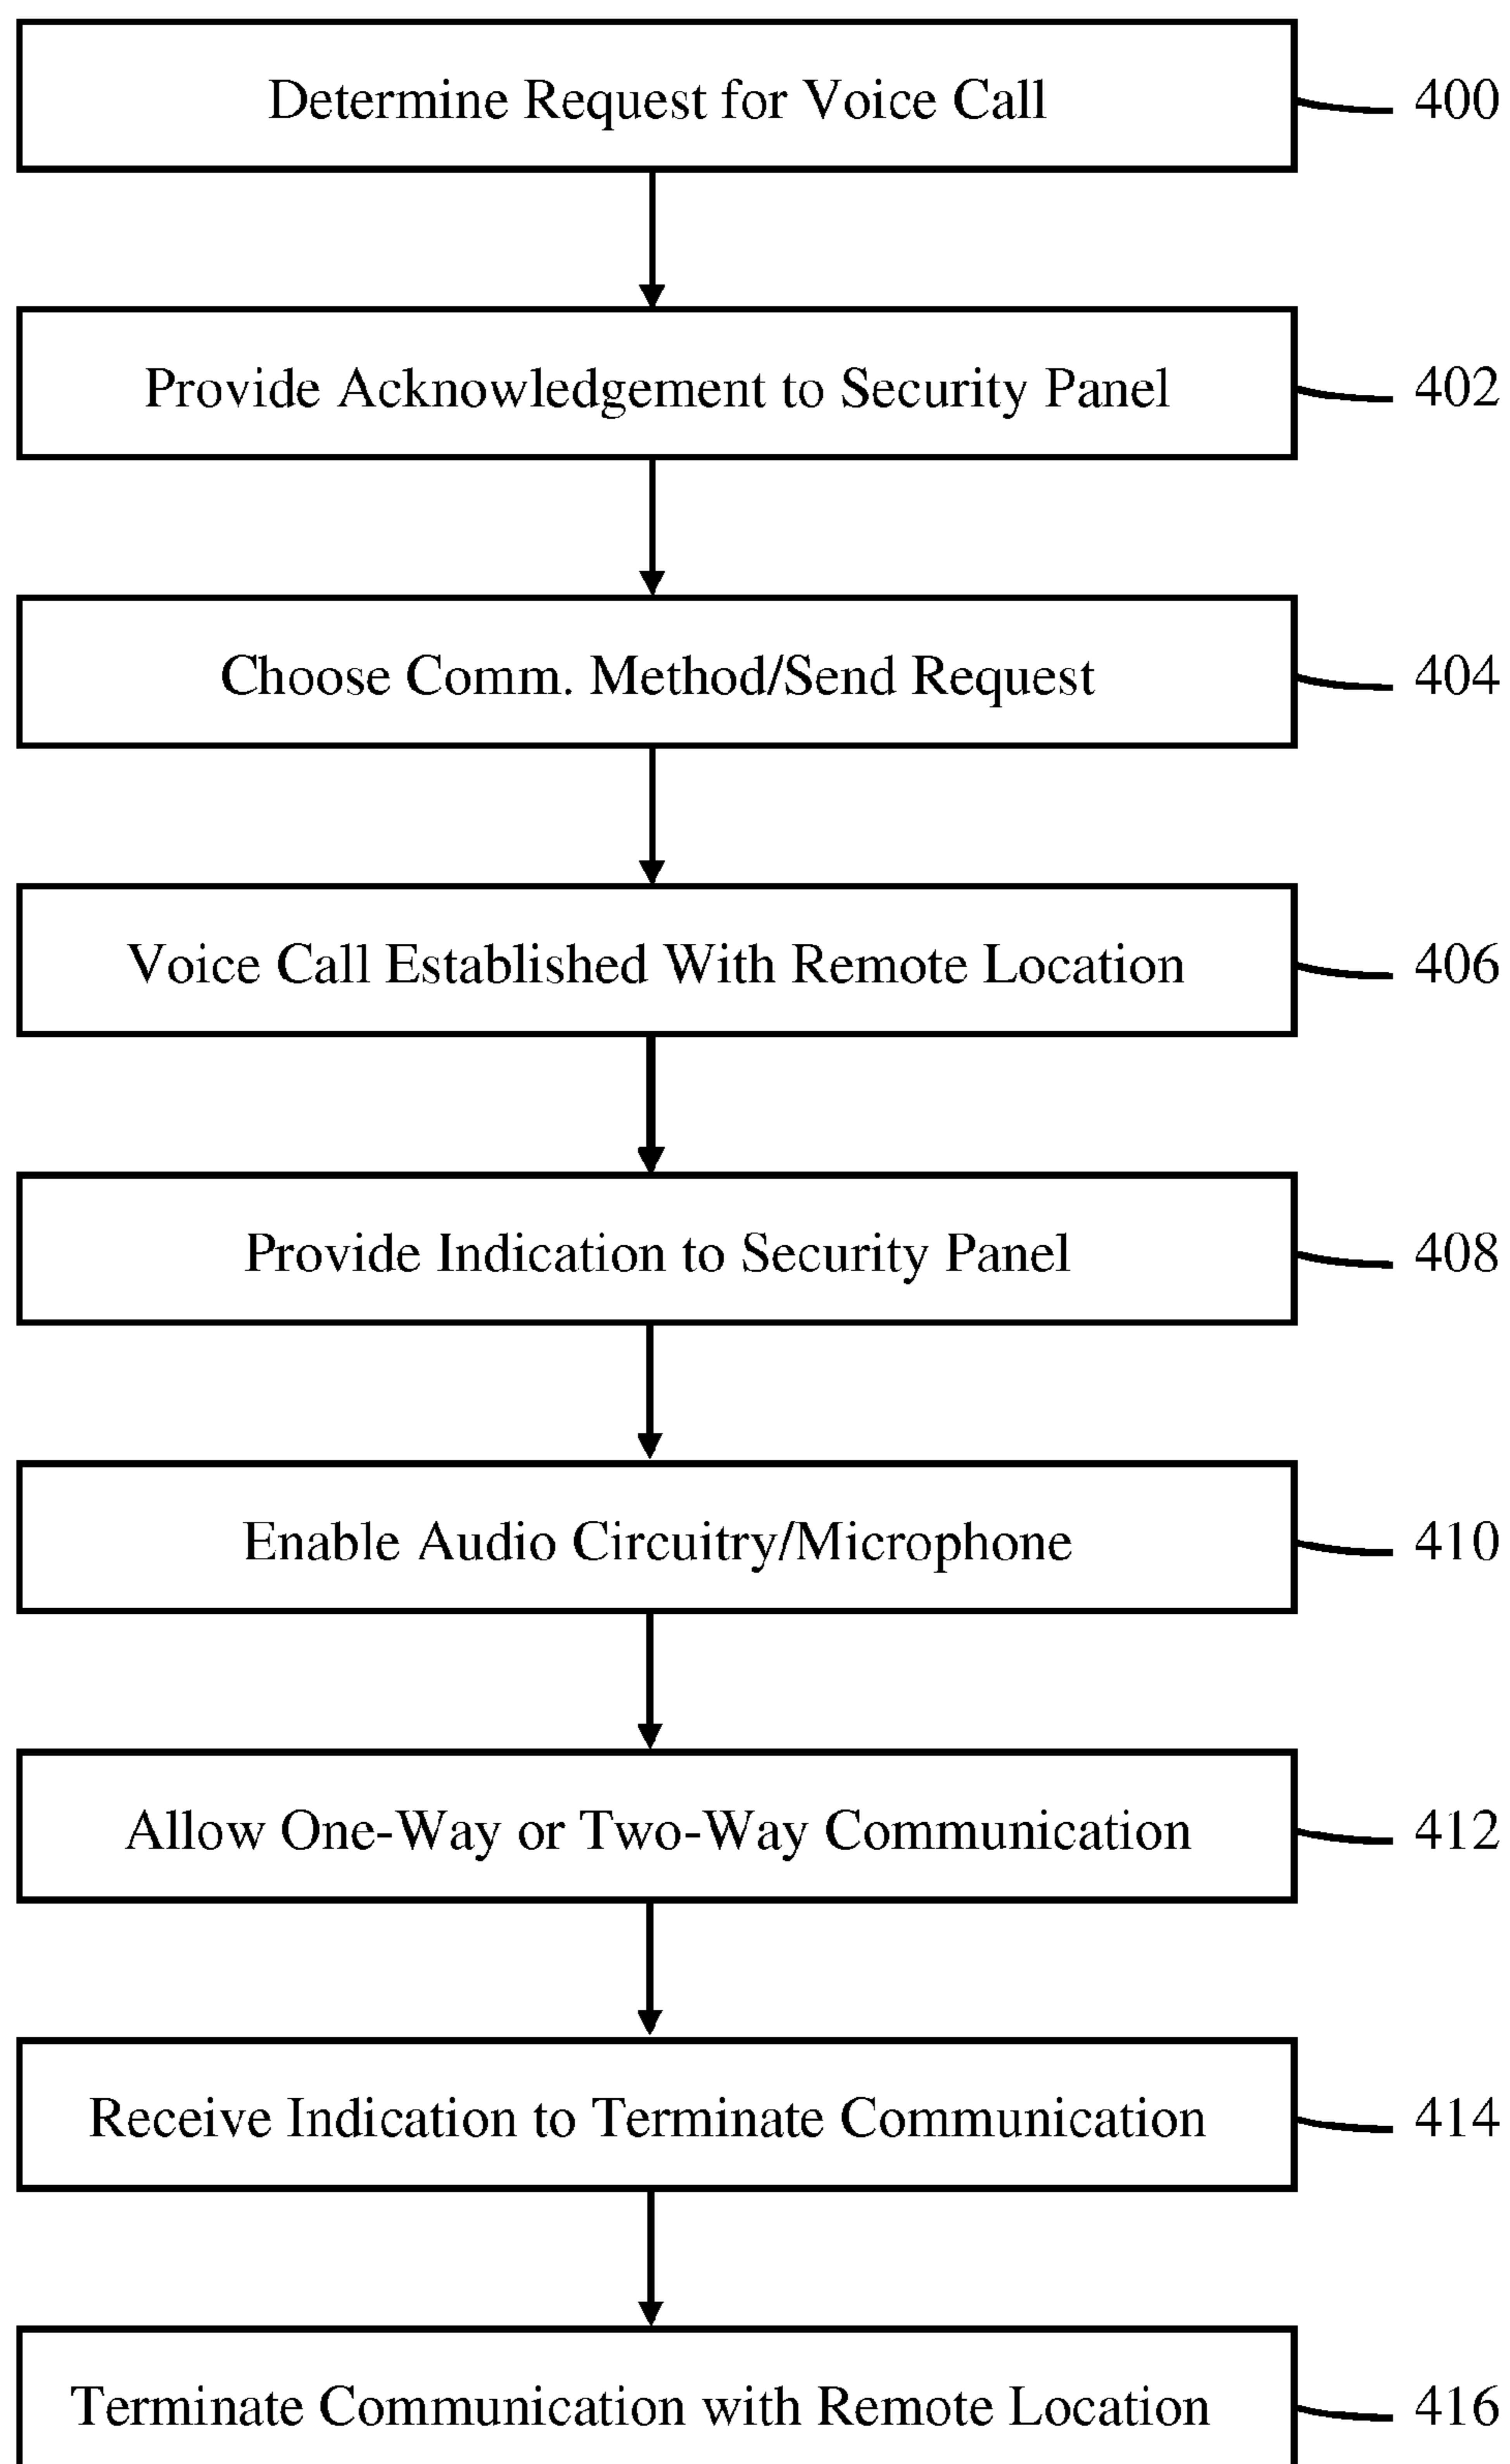 Determine Request for Voice Call 400
Provide Acknowledgement to Security Panel 402
Choose Comm. Method/Send Request 404
Voice Call Established With Remote Location 406
Provide Indication to Security Panel 408
Enable Audio Circuitry/Microphone 410
Allow One-Way or Two-Way Communication 412
Receive Indication to Terminate Communication 414
Terminate Communication with Remote Location 416